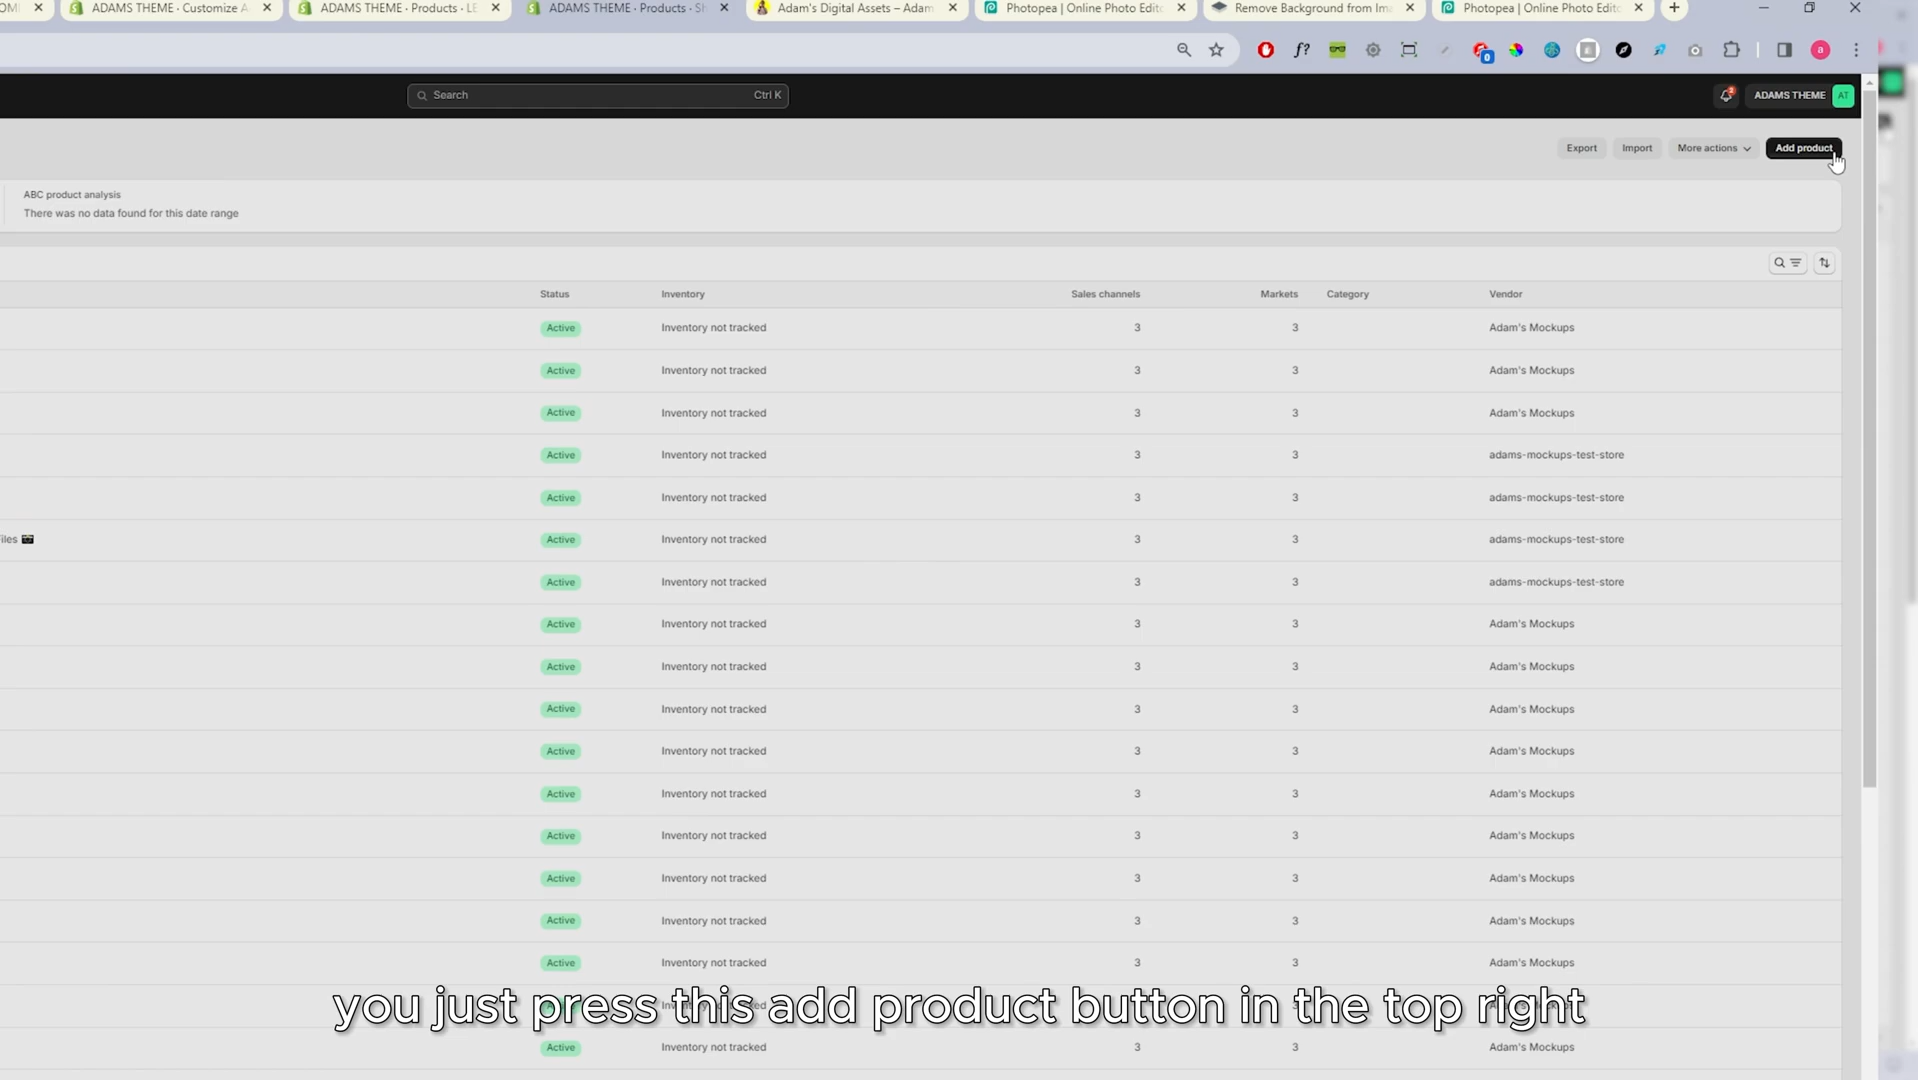 ADAMS THEME · Customize A
ADAMS THEME · Products · LE
ADAMS THEME · Products · Sh
Adam's Digital Assets – Adam
Photopea | Online Photo Edito
Remove Background from Ima
Photopea | Online Photo Edito
f?
0
a
Search
Ctrl K
2
ADAMS THEME
AT
Export
Import
More actions
Add product
ABC product analysis
There was no data found for this date range
Status Inventory Sales channels Markets Category Vendor
Active Inventory not tracked 3 3 Adam's Mockups
Active Inventory not tracked 3 3 Adam's Mockups
Active Inventory not tracked 3 3 Adam's Mockups
Active Inventory not tracked 3 3 adams-mockups-test-store
Active Inventory not tracked 3 3 adams-mockups-test-store
iles Active Inventory not tracked 3 3 adams-mockups-test-store
Active Inventory not tracked 3 3 adams-mockups-test-store
Active Inventory not tracked 3 3 Adam's Mockups
Active Inventory not tracked 3 3 Adam's Mockups
Active Inventory not tracked 3 3 Adam's Mockups
Active Inventory not tracked 3 3 Adam's Mockups
Active Inventory not tracked 3 3 Adam's Mockups
Active Inventory not tracked 3 3 Adam's Mockups
Active Inventory not tracked 3 3 Adam's Mockups
Active Inventory not tracked 3 3 Adam's Mockups
Active Inventory not tracked 3 3 Adam's Mockups
you just press this add product button in the top right
Active Inventory not tracked 3 3 Adam's Mockups